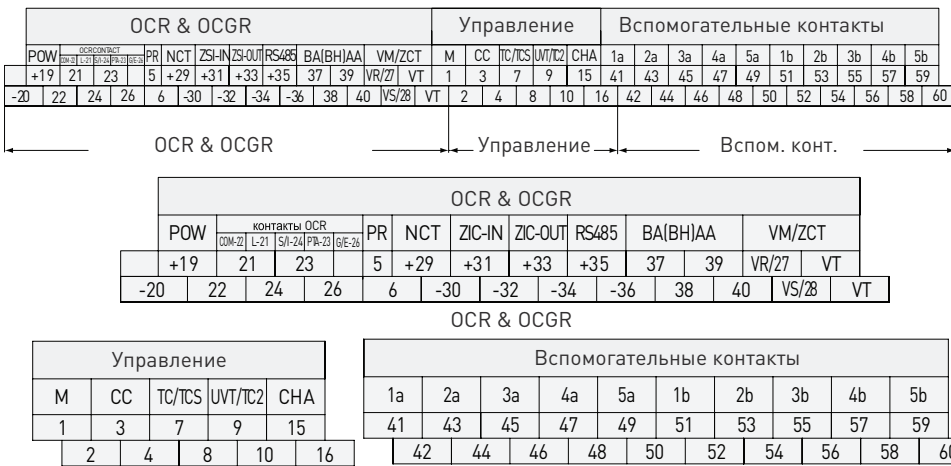 OCR & OCGR Управление Вспомогательные контакты
POW OCRCONTACT PR NCT ZSI-IN ZSI-OUT RS485 BA(BH)AA VM/ZCT M CC TC/TCS UVT/TC2 CHA 1a 2a 3a 4a 5a 1b 2b 3b 4b 5b
COM-22 L-21 S/I-24 PTA-23 G/E-26
+19 21 23 5 +29 +31 +33 +35 37 39 VR/27 VT 1 3 7 9 15 41 43 45 47 49 51 53 55 57 59
-20 22 24 26 6 -30 -32 -34 -36 38 40 VS/28 VT 2 4 8 10 16 42 44 46 48 50 52 54 56 58 60
OCR & OCGR Управление Вспом. конт.
OCR & OCGR
POW контакты OCR PR NCT ZIC-IN ZIC-OUT RS485 BA(BH)AA VM/ZCT
COM-22 L-21 S/I-24 PTA-23 G/E-26
+19 21 23 5 +29 +31 +33 +35 37 39 VR/27 VT
-20 22 24 26 6 -30 -32 -34 -36 38 40 VS/28 VT
OCR & OCGR
Управление
M CC TC/TCS UVT/TC2 CHA
1 3 7 9 15
2 4 8 10 16
Вспомогательные контакты
1a 2a 3a 4a 5a 1b 2b 3b 4b 5b
41 43 45 47 49 51 53 55 57 59
42 44 46 48 50 52 54 56 58 60